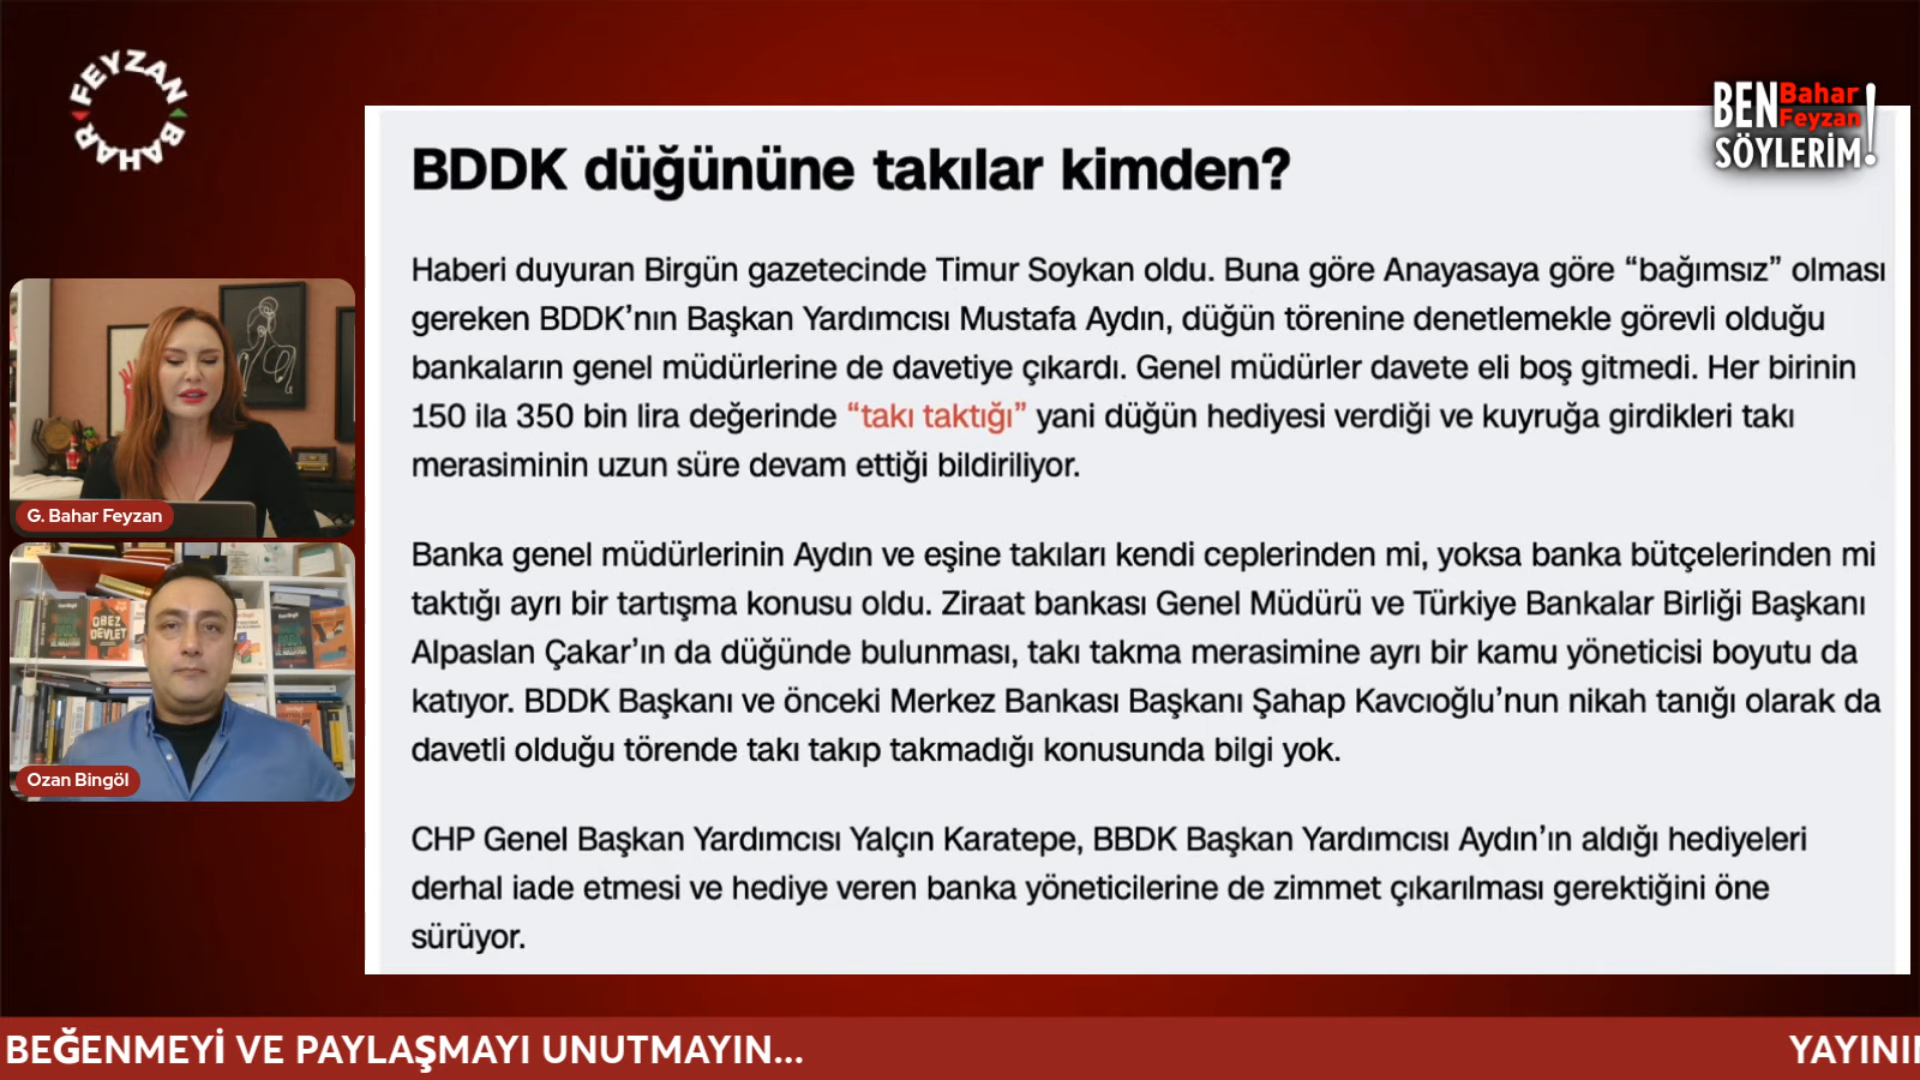 FEYZAN
BAHAR
BEN Bahar Feyzan
SÖYLERİM!
BDDK düğününe takılar kimden?
Haberi duyuran Birgün gazetecinde Timur Soykan oldu. Buna göre Anayasaya göre “bağımsız” olması
gereken BDDK’nın Başkan Yardımcısı Mustafa Aydın, düğün törenine denetlemekle görevli olduğu
bankaların genel müdürlerine de davetiye çıkardı. Genel müdürler davete eli boş gitmedi. Her birinin
150 ila 350 bin lira değerinde “takı taktığı” yani düğün hediyesi verdiği ve kuyruğa girdikleri takı
merasiminin uzun süre devam ettiği bildiriliyor.
Banka genel müdürlerinin Aydın ve eşine takıları kendi ceplerinden mi, yoksa banka bütçelerinden mi
taktığı ayrı bir tartışma konusu oldu. Ziraat bankası Genel Müdürü ve Türkiye Bankalar Birliği Başkanı
Alpaslan Çakar’ın da düğünde bulunması, takı takma merasimine ayrı bir kamu yöneticisi boyutu da
katıyor. BDDK Başkanı ve önceki Merkez Bankası Başkanı Şahap Kavcıoğlu’nun nikah tanığı olarak da
davetli olduğu törende takı takıp takmadığı konusunda bilgi yok.
CHP Genel Başkan Yardımcısı Yalçın Karatepe, BBDK Başkan Yardımcısı Aydın’ın aldığı hediyeleri
derhal iade etmesi ve hediye veren banka yöneticilerine de zimmet çıkarılması gerektiğini öne
sürüyor.
G. Bahar Feyzan
OBEZ
DEVLET
Ozan Bingöl
BEĞENMEYİ VE PAYLAŞMAYI UNUTMAYIN...